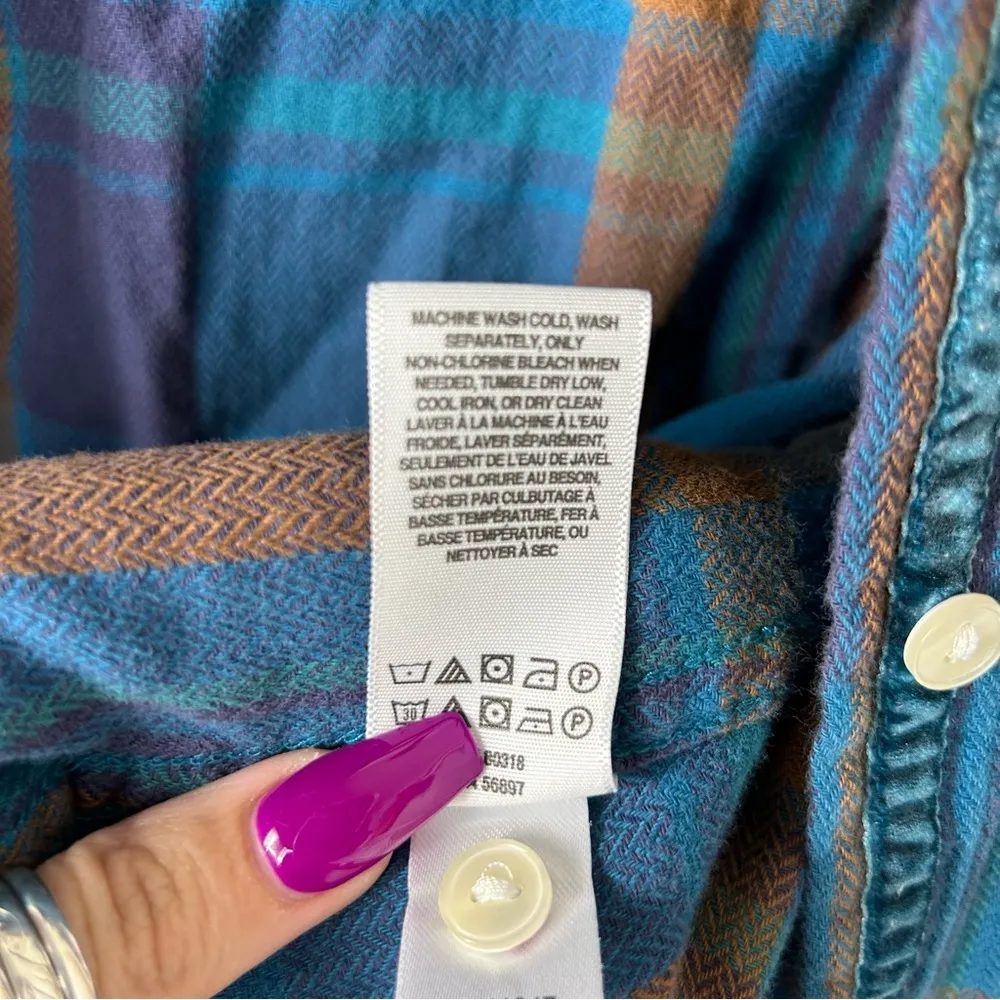 MACHINE WASH COLD, WASH
SEPARATELY, ONLY
NON-CHLORINE BLEACH WHEN
NEEDED, TUMBLE DRY LOW,
COOL IRON, OR DRY CLEAN
LAVER À LA MACHINE À L'EAU
FROIDE, LAVER SÉPARÉMENT,
SEULEMENT DE L'EAU DE JAVEL
SANS CHLORURE AU BESOIN,
SÉCHER PAR CULBUTAGE À
BASSE TEMPÉRATURE, FER À
BASSE TEMPÉRATURE, OU
NETTOYER À SEC
P
30 P
60318
56897